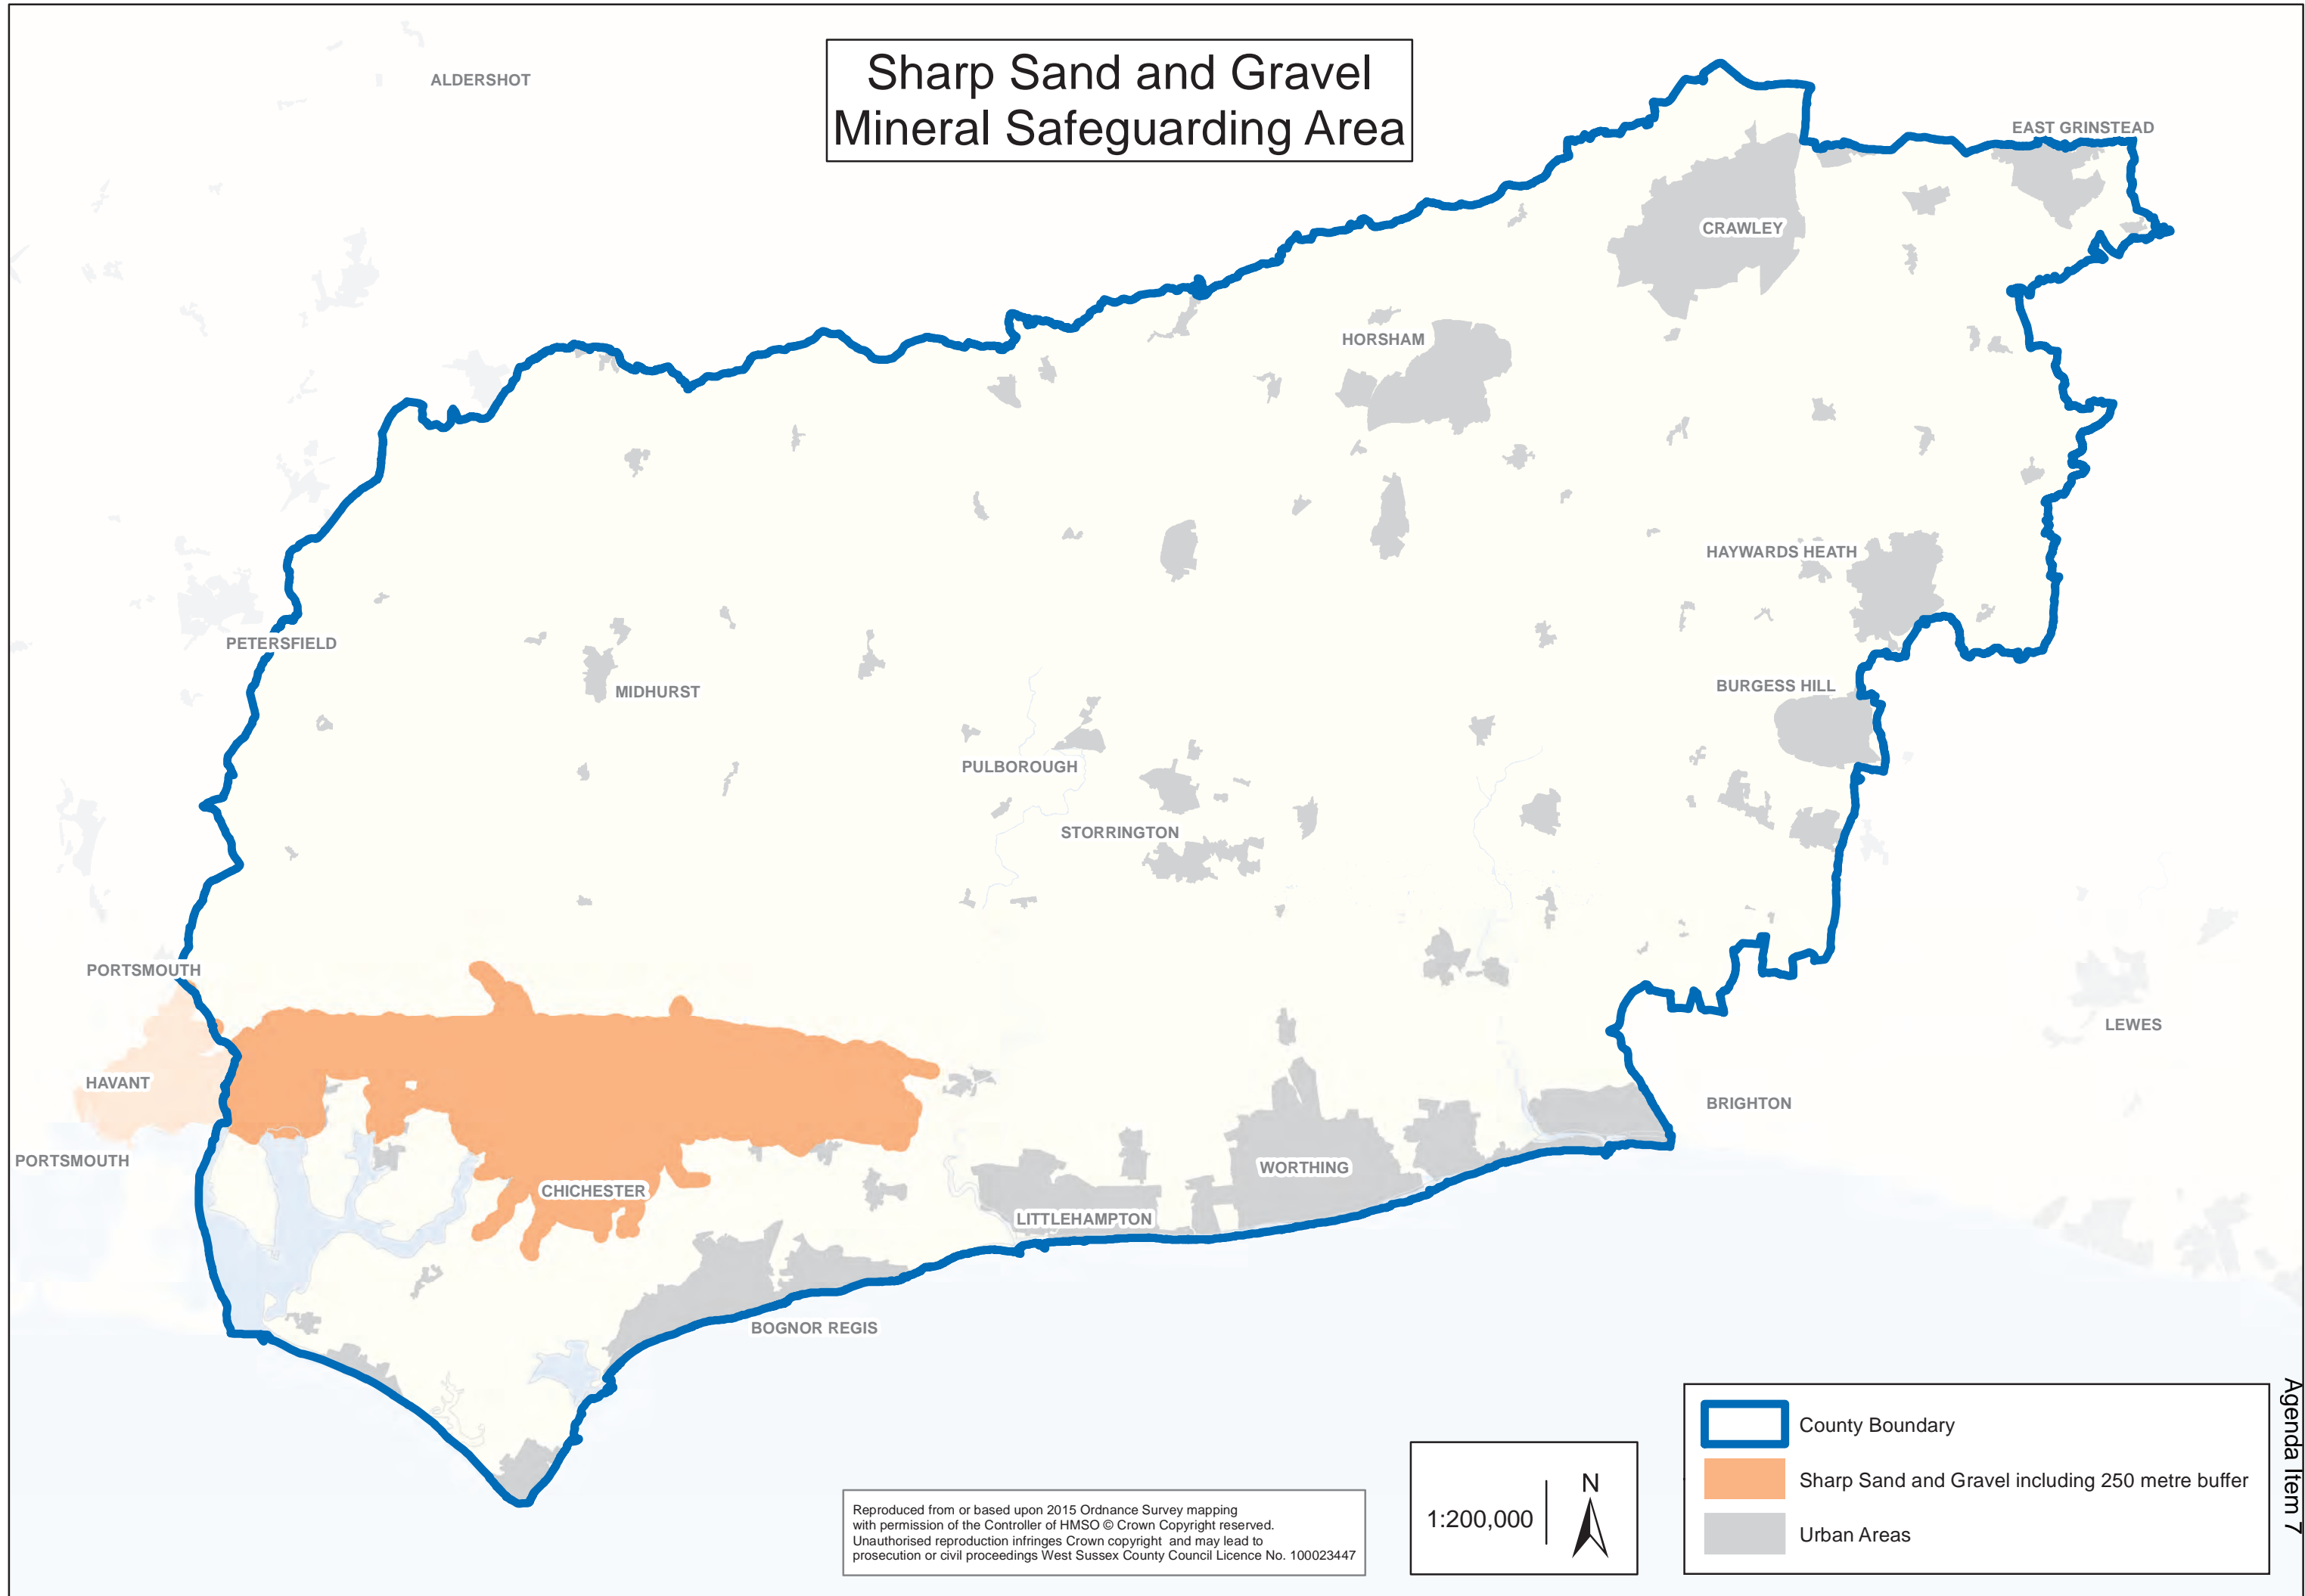 Sharp Sand and Gravel
Mineral Safeguarding Area
ALDERSHOT
EAST GRINSTEAD
CRAWLEY
HORSHAM
HAYWARDS HEATH
PETERSFIELD
MIDHURST
BURGESS HILL
PULBOROUGH
STORRINGTON
PORTSMOUTH
LEWES
HAVANT
BRIGHTON
PORTSMOUTH
WORTHING
CHICHESTER
LITTLEHAMPTON
BOGNOR REGIS
Reproduced from or based upon 2015 Ordnance Survey mapping
with permission of the Controller of HMSO © Crown Copyright reserved.
Unauthorised reproduction infringes Crown copyright and may lead to
prosecution or civil proceedings West Sussex County Council Licence No. 100023447
1:200,000
N
County Boundary
Sharp Sand and Gravel including 250 metre buffer
Urban Areas
Agenda Item 7